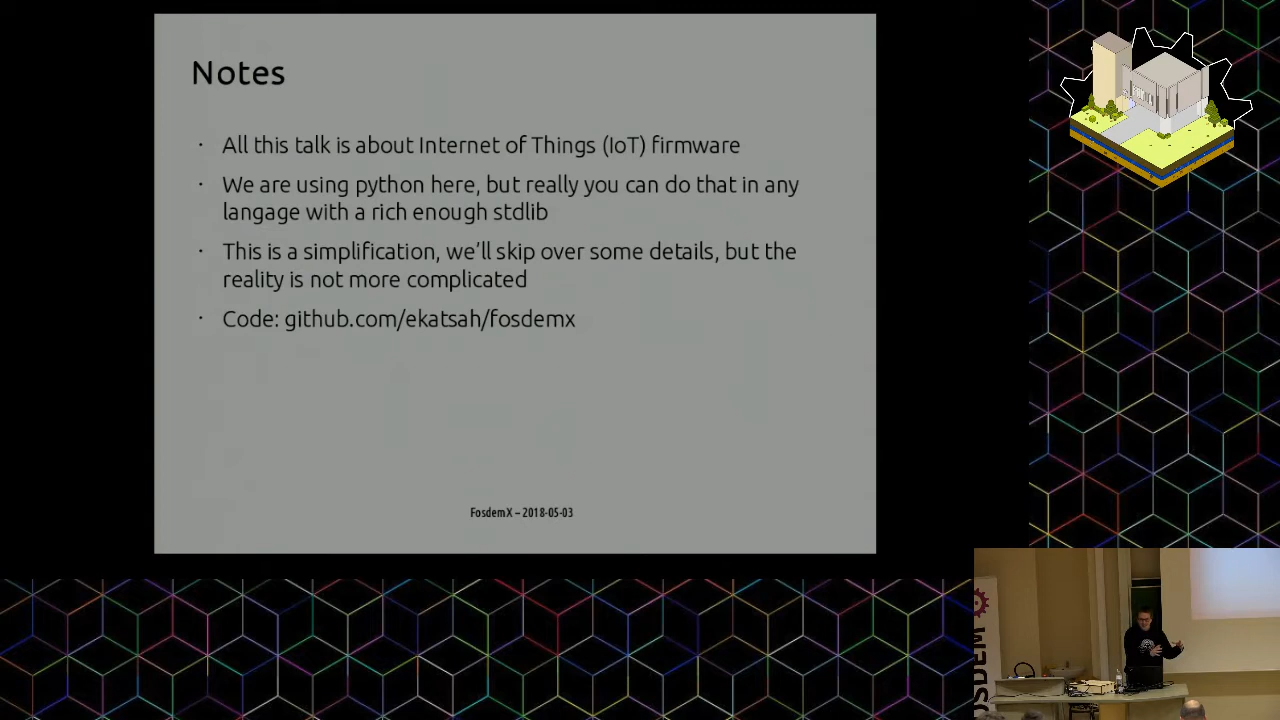 Notes
· All this talk is about Internet of Things (IoT) firmware
· We are using python here, but really you can do that in any
langage with a rich enough stdlib
· This is a simplification, we'll skip over some details, but the
reality is not more complicated
· Code: github.com/ekatsah/fosdemx
FosdemX – 2018-05-03
OSDEM